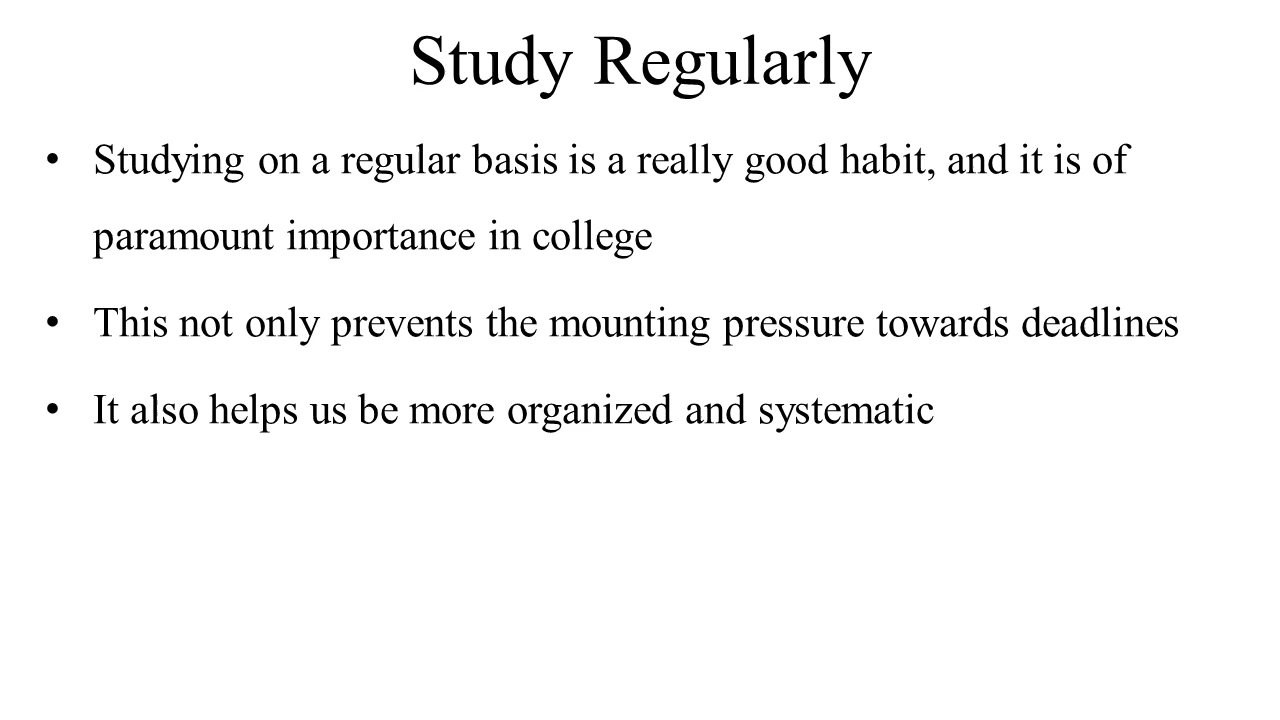 Study Regularly
• Studying on a regular basis is a really good habit, and it is of
paramount importance in college
• This not only prevents the mounting pressure towards deadlines
• It also helps us be more organized and systematic